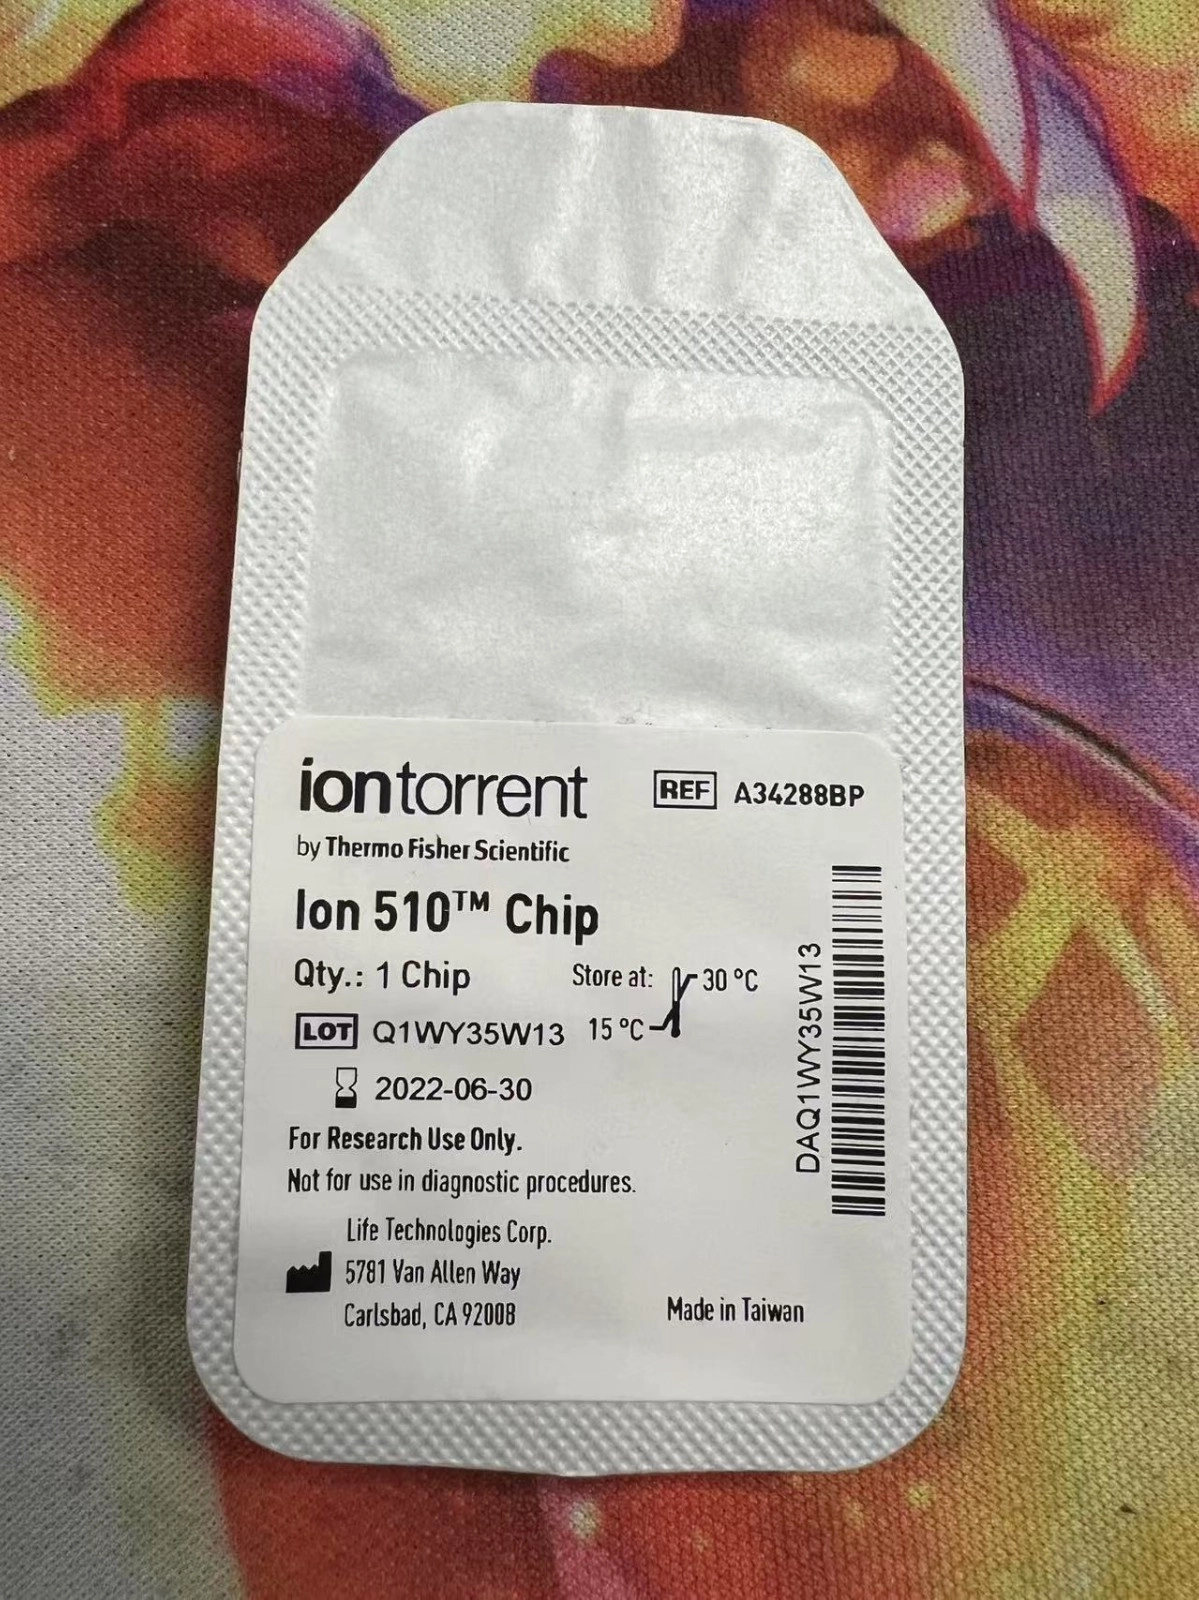 iontorrent
by Thermo Fisher Scientific
REF A34288BP
Ion 510™ Chip
Qty.: 1 Chip
Store at: 30 °C
15 °C
LOT Q1WY35W13
2022-06-30
For Research Use Only.
Not for use in diagnostic procedures.
Life Technologies Corp.
5781 Van Allen Way
Carlsbad, CA 92008
Made in Taiwan
DAQ1WY35W13